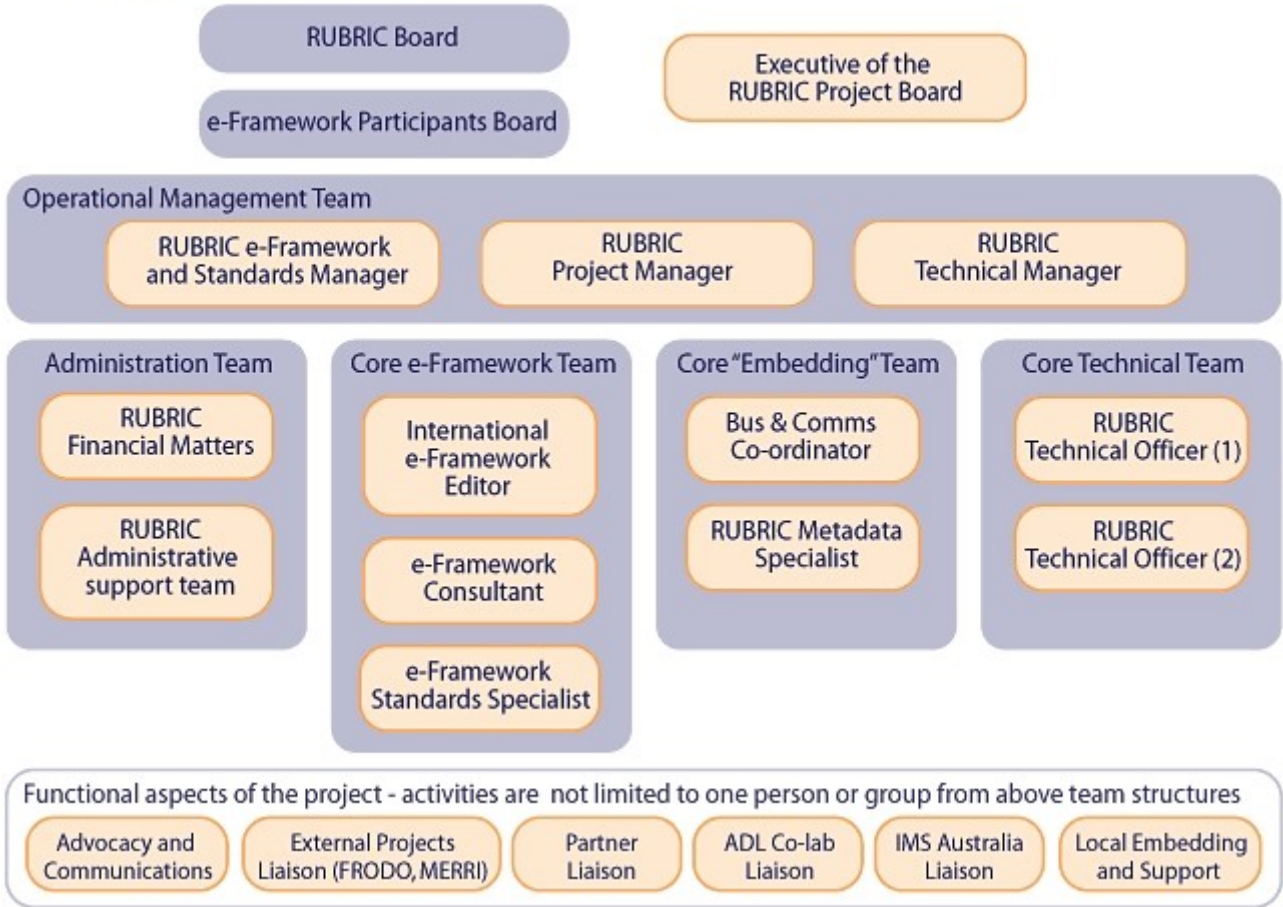 RUBRIC Board
Executive of the
RUBRIC Project Board
e-Framework Participants Board
Operational Management Team
RUBRIC e-Framework
and Standards Manager
RUBRIC
Project Manager
RUBRIC
Technical Manager
Administration Team
RUBRIC
Financial Matters
RUBRIC
Administrative
support team
Core e-Framework Team
International
e-Framework
Editor
e-Framework
Consultant
e-Framework
Standards Specialist
Core "Embedding" Team
Bus & Comms
Co-ordinator
RUBRIC Metadata
Specialist
Core Technical Team
RUBRIC
Technical Officer (1)
RUBRIC
Technical Officer (2)
Functional aspects of the project - activities are not limited to one person or group from above team structures
Advocacy and
Communications
External Projects
Liaison (FRODO, MERRI)
Partner
Liaison
ADL Co-lab
Liaison
IMS Australia
Liaison
Local Embedding
and Support